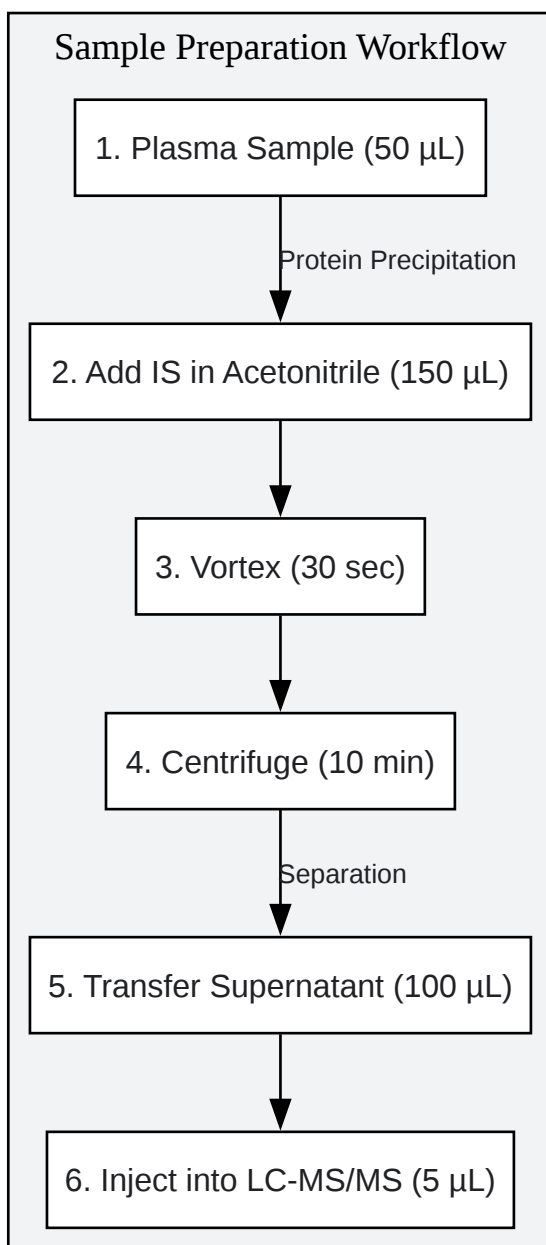 Sample Preparation Workflow
1. Plasma Sample (50 µL)
Protein Precipitation
2. Add IS in Acetonitrile (150 µL)
3. Vortex (30 sec)
4. Centrifuge (10 min)
Separation
5. Transfer Supernatant (100 µL)
6. Inject into LC-MS/MS (5 µL)